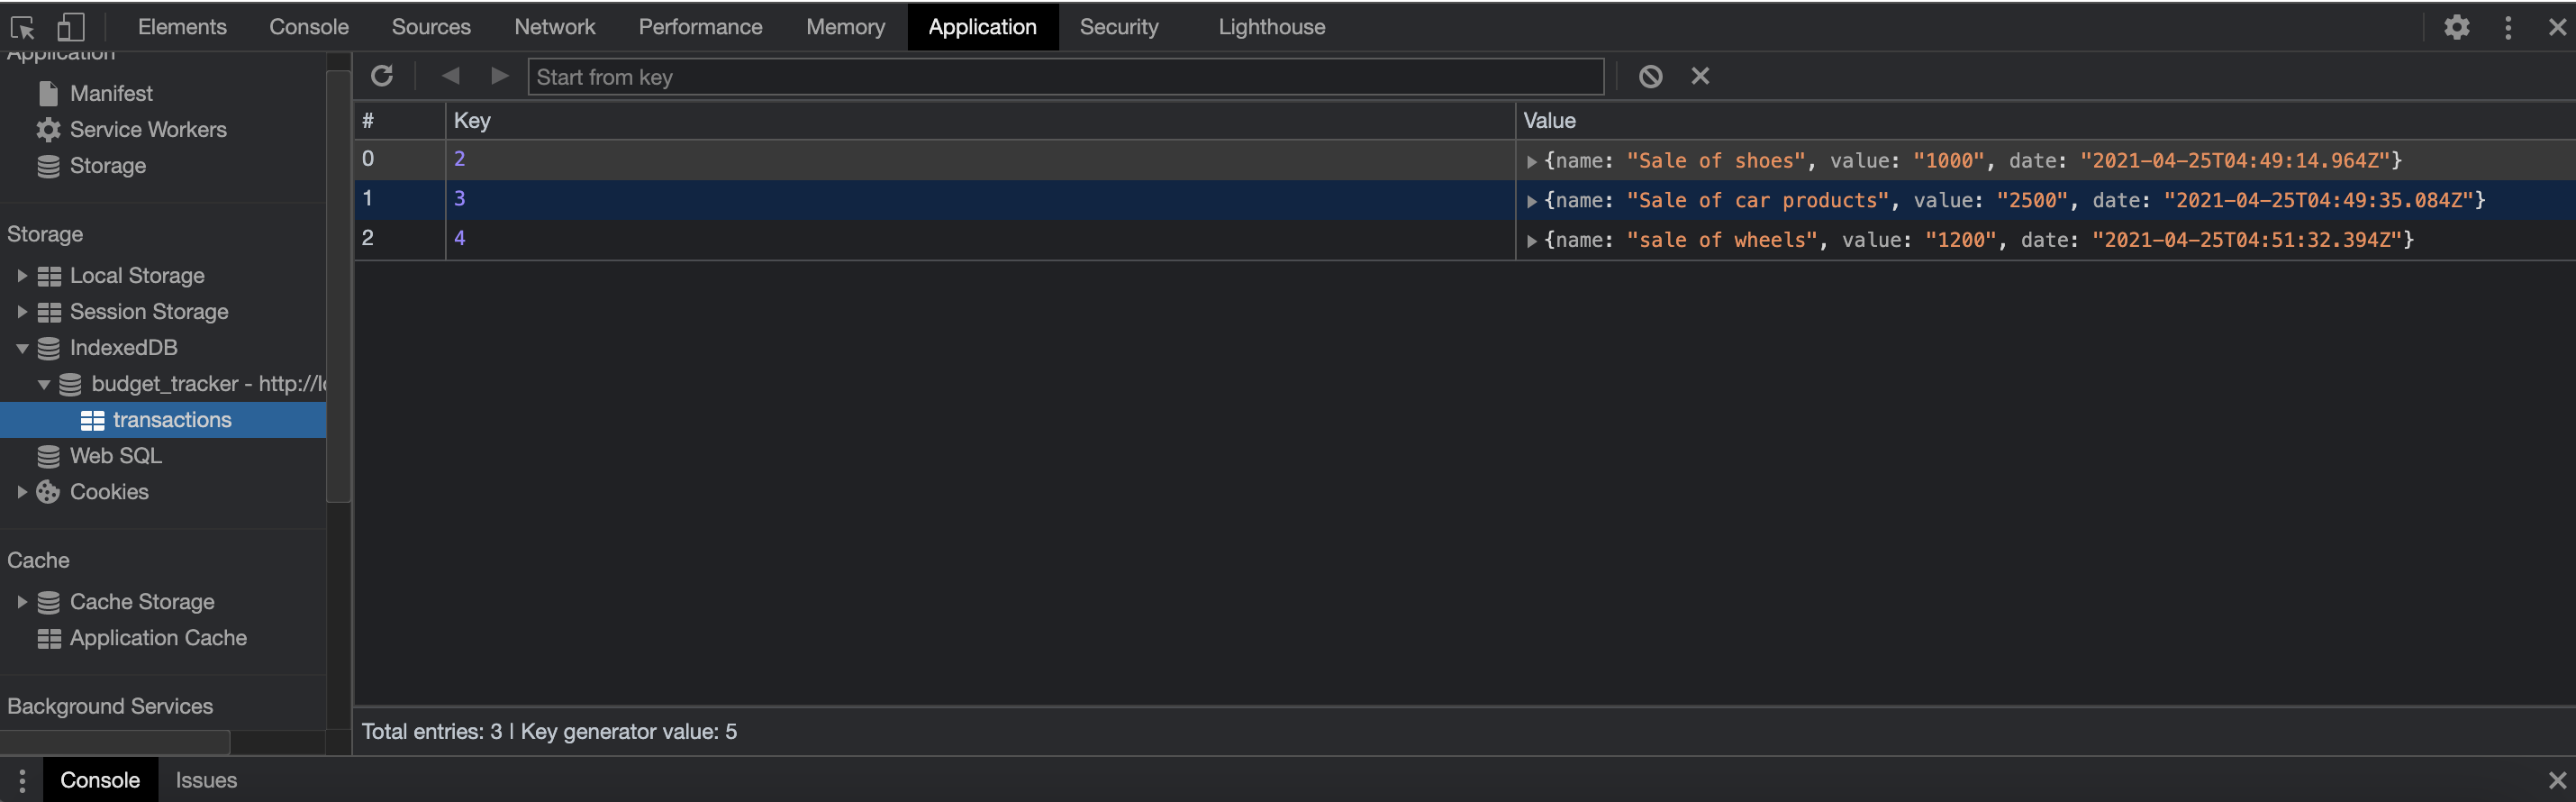 Elements Console Sources Network Performance Memory Application Security Lighthouse
Application
Manifest
Service Workers
Storage
Storage
Local Storage
Session Storage
IndexedDB
budget_tracker - http://lo
transactions
Web SQL
Cookies
Cache
Cache Storage
Application Cache
Background Services
Start from key
# Key Value
0 2 {name: "Sale of shoes", value: "1000", date: "2021-04-25T04:49:14.964Z"}
1 3 {name: "Sale of car products", value: "2500", date: "2021-04-25T04:49:35.084Z"}
2 4 {name: "sale of wheels", value: "1200", date: "2021-04-25T04:51:32.394Z"}
Total entries: 3 | Key generator value: 5
Console Issues